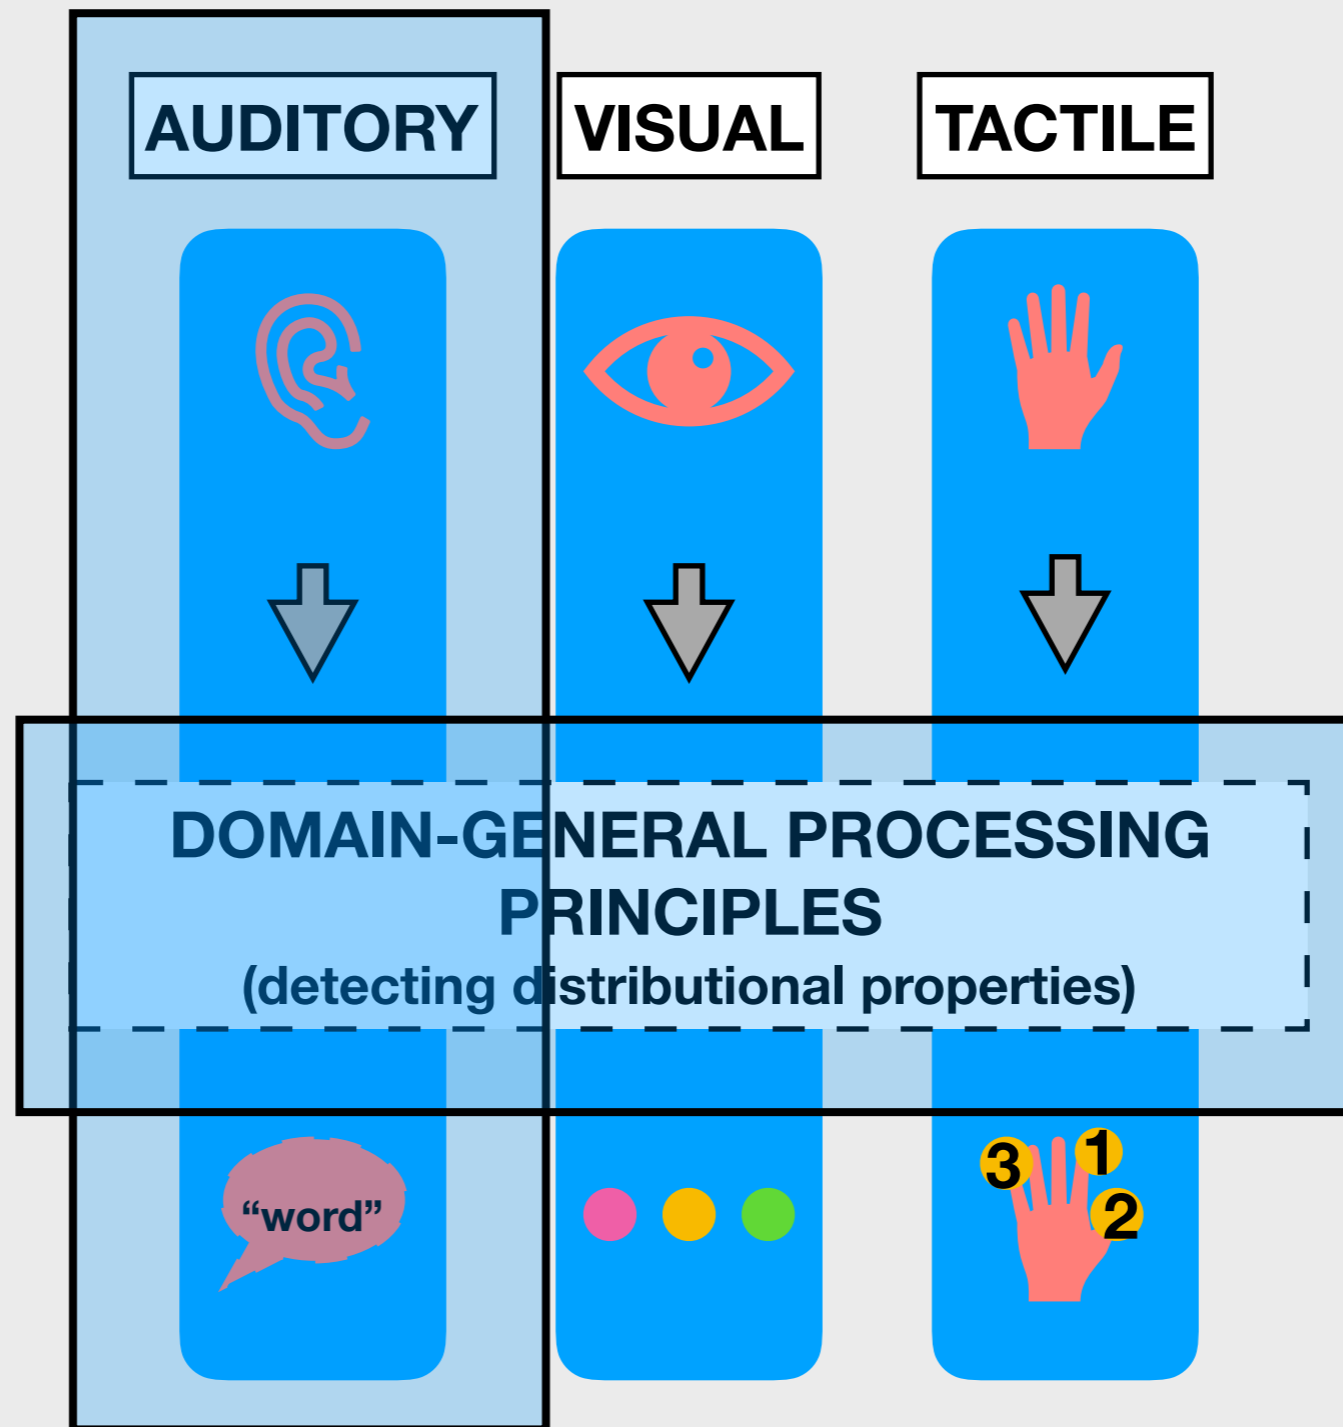 AUDITORY
VISUAL
TACTILE
DOMAIN-GENERAL PROCESSING
PRINCIPLES
(detecting distributional properties)
“word”
3
1
2